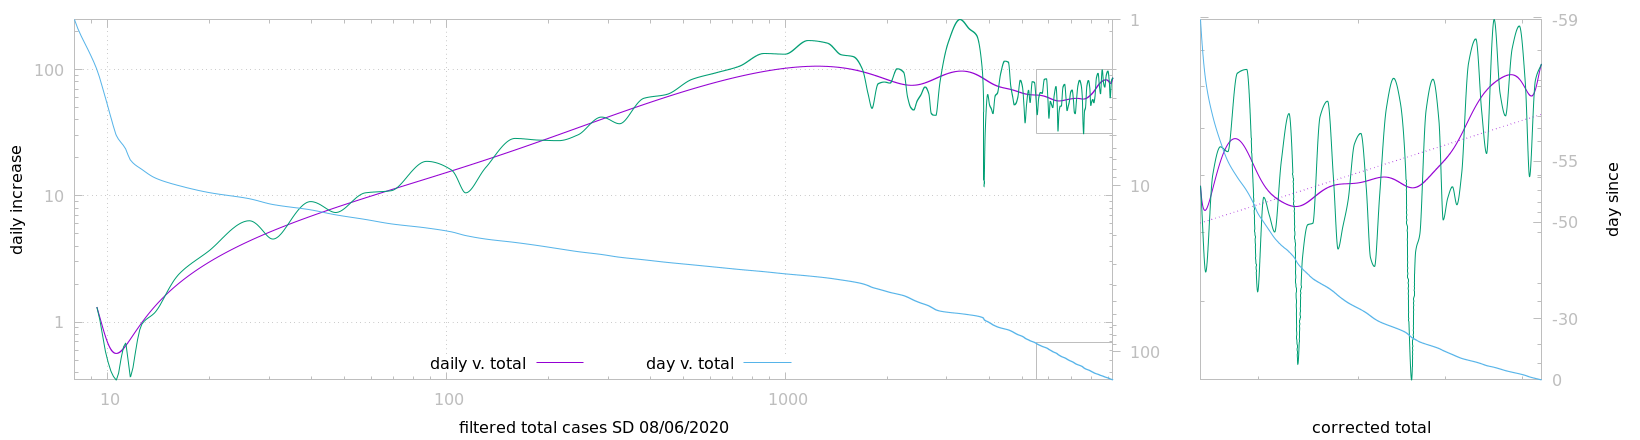 daily increase
100
10
1
10
100
1000
1
10
100
daily v. total
day v. total
filtered total cases SD 08/06/2020
-59
-55
-50
-30
0
day since
corrected total